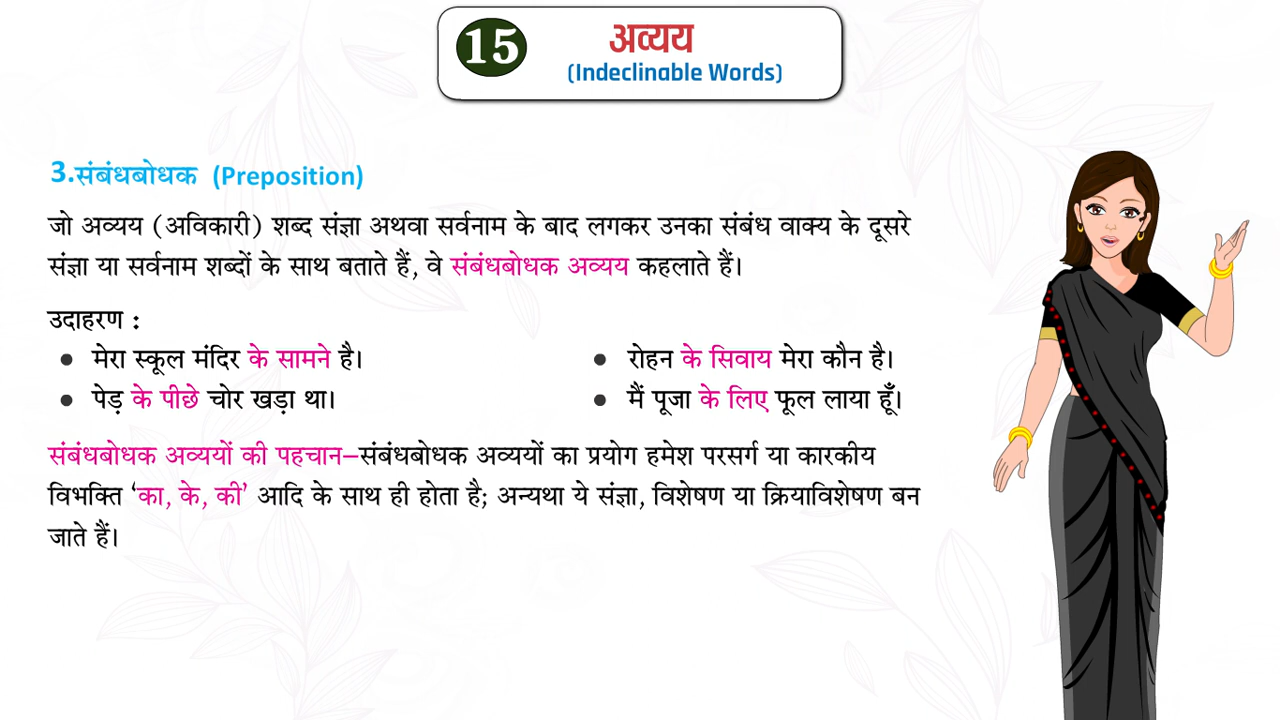 15
अव्यय
(Indeclinable Words)
3.संबंधबोधक (Preposition)
जो अव्यय (अविकारी) शब्द संज्ञा अथवा सर्वनाम के बाद लगकर उनका संबंध वाक्य के दूसरे
संज्ञा या सर्वनाम शब्दों के साथ बताते हैं, वे संबंधबोधक अव्यय कहलाते हैं।
उदाहरण :
• मेरा स्कूल मंदिर के सामने है।
• रोहन के सिवाय मेरा कौन है।
• पेड़ के पीछे चोर खड़ा था।
• मैं पूजा के लिए फूल लाया हूँ।
संबंधबोधक अव्ययों की पहचान–संबंधबोधक अव्ययों का प्रयोग हमेश परसर्ग या कारकीय
विभक्ति ‘का, के, की’ आदि के साथ ही होता है; अन्यथा ये संज्ञा, विशेषण या क्रियाविशेषण बन
जाते हैं।